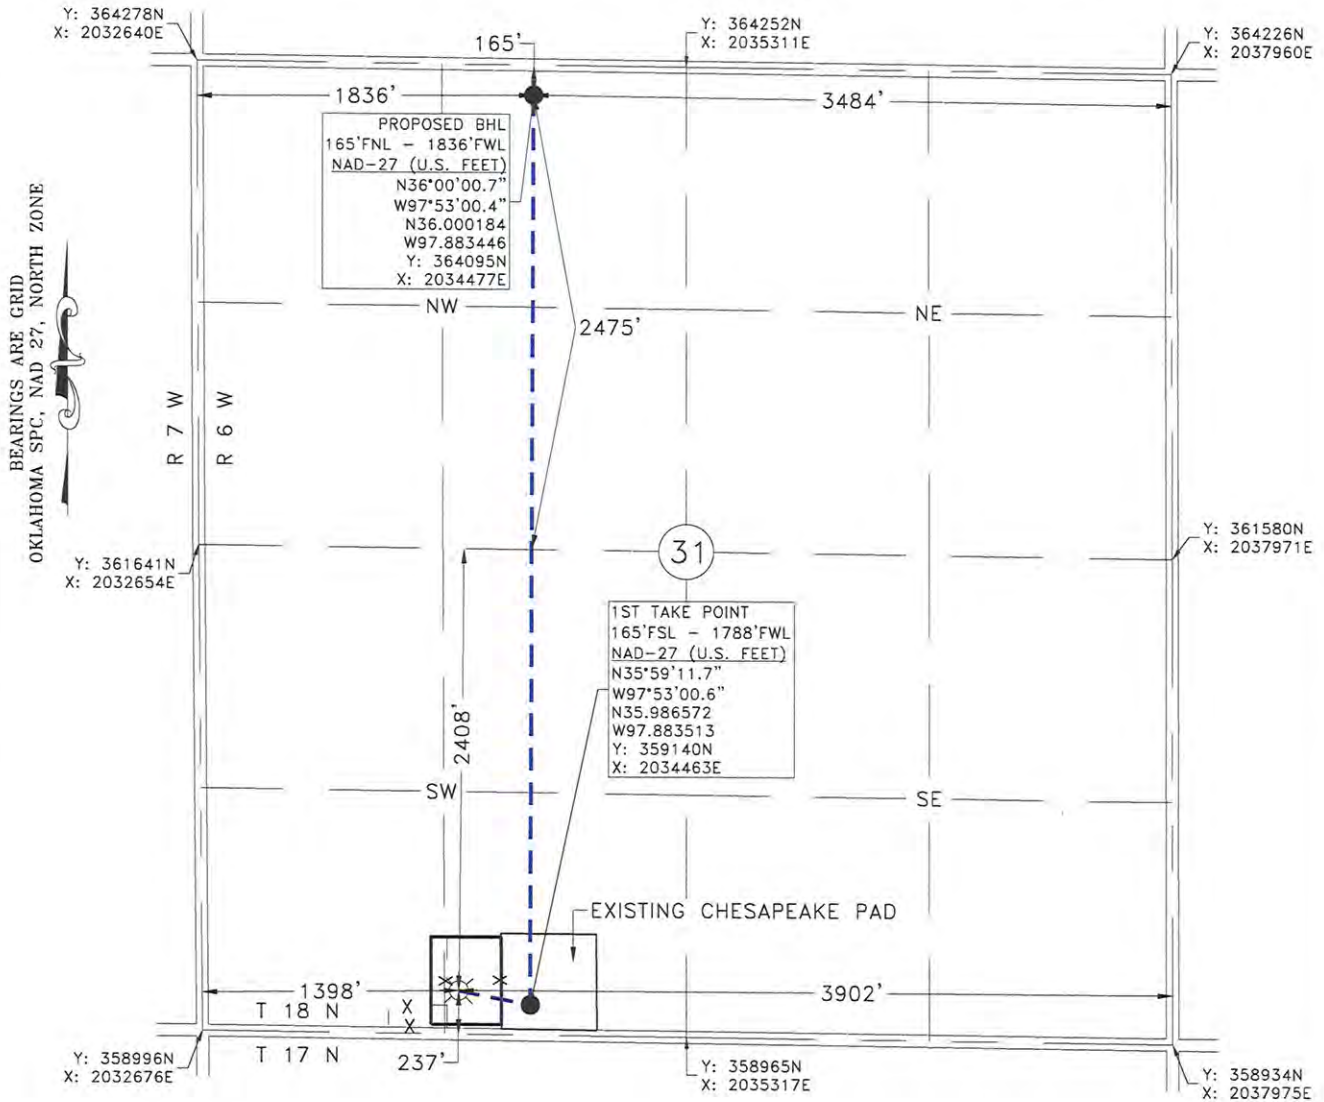 Y: 364278N
X: 2032640E
Y: 364252N
X: 2035311E
Y: 364226N
X: 2037960E
165'
1836'
3484'
PROPOSED BHL
165'FNL - 1836'FWL
NAD-27 (U.S. FEET)
N36°00'00.7"
W97°53'00.4"
N36.000184
W97.883446
Y: 364095N
X: 2034477E
BEARINGS ARE GRID
OKLAHOMA SPC, NAD 27, NORTH ZONE
NW
NE
2475'
R 7 W
R 6 W
31
Y: 361641N
X: 2032654E
Y: 361580N
X: 2037971E
1ST TAKE POINT
165'FSL - 1788'FWL
NAD-27 (U.S. FEET)
N35°59'11.7"
W97°53'00.6"
N35.986572
W97.883513
Y: 359140N
X: 2034463E
2408'
SW
SE
EXISTING CHESAPEAKE PAD
X X
1398'
3902'
T 18 N
X
X
T 17 N
237'
Y: 358996N
X: 2032676E
Y: 358965N
X: 2035317E
Y: 358934N
X: 2037975E